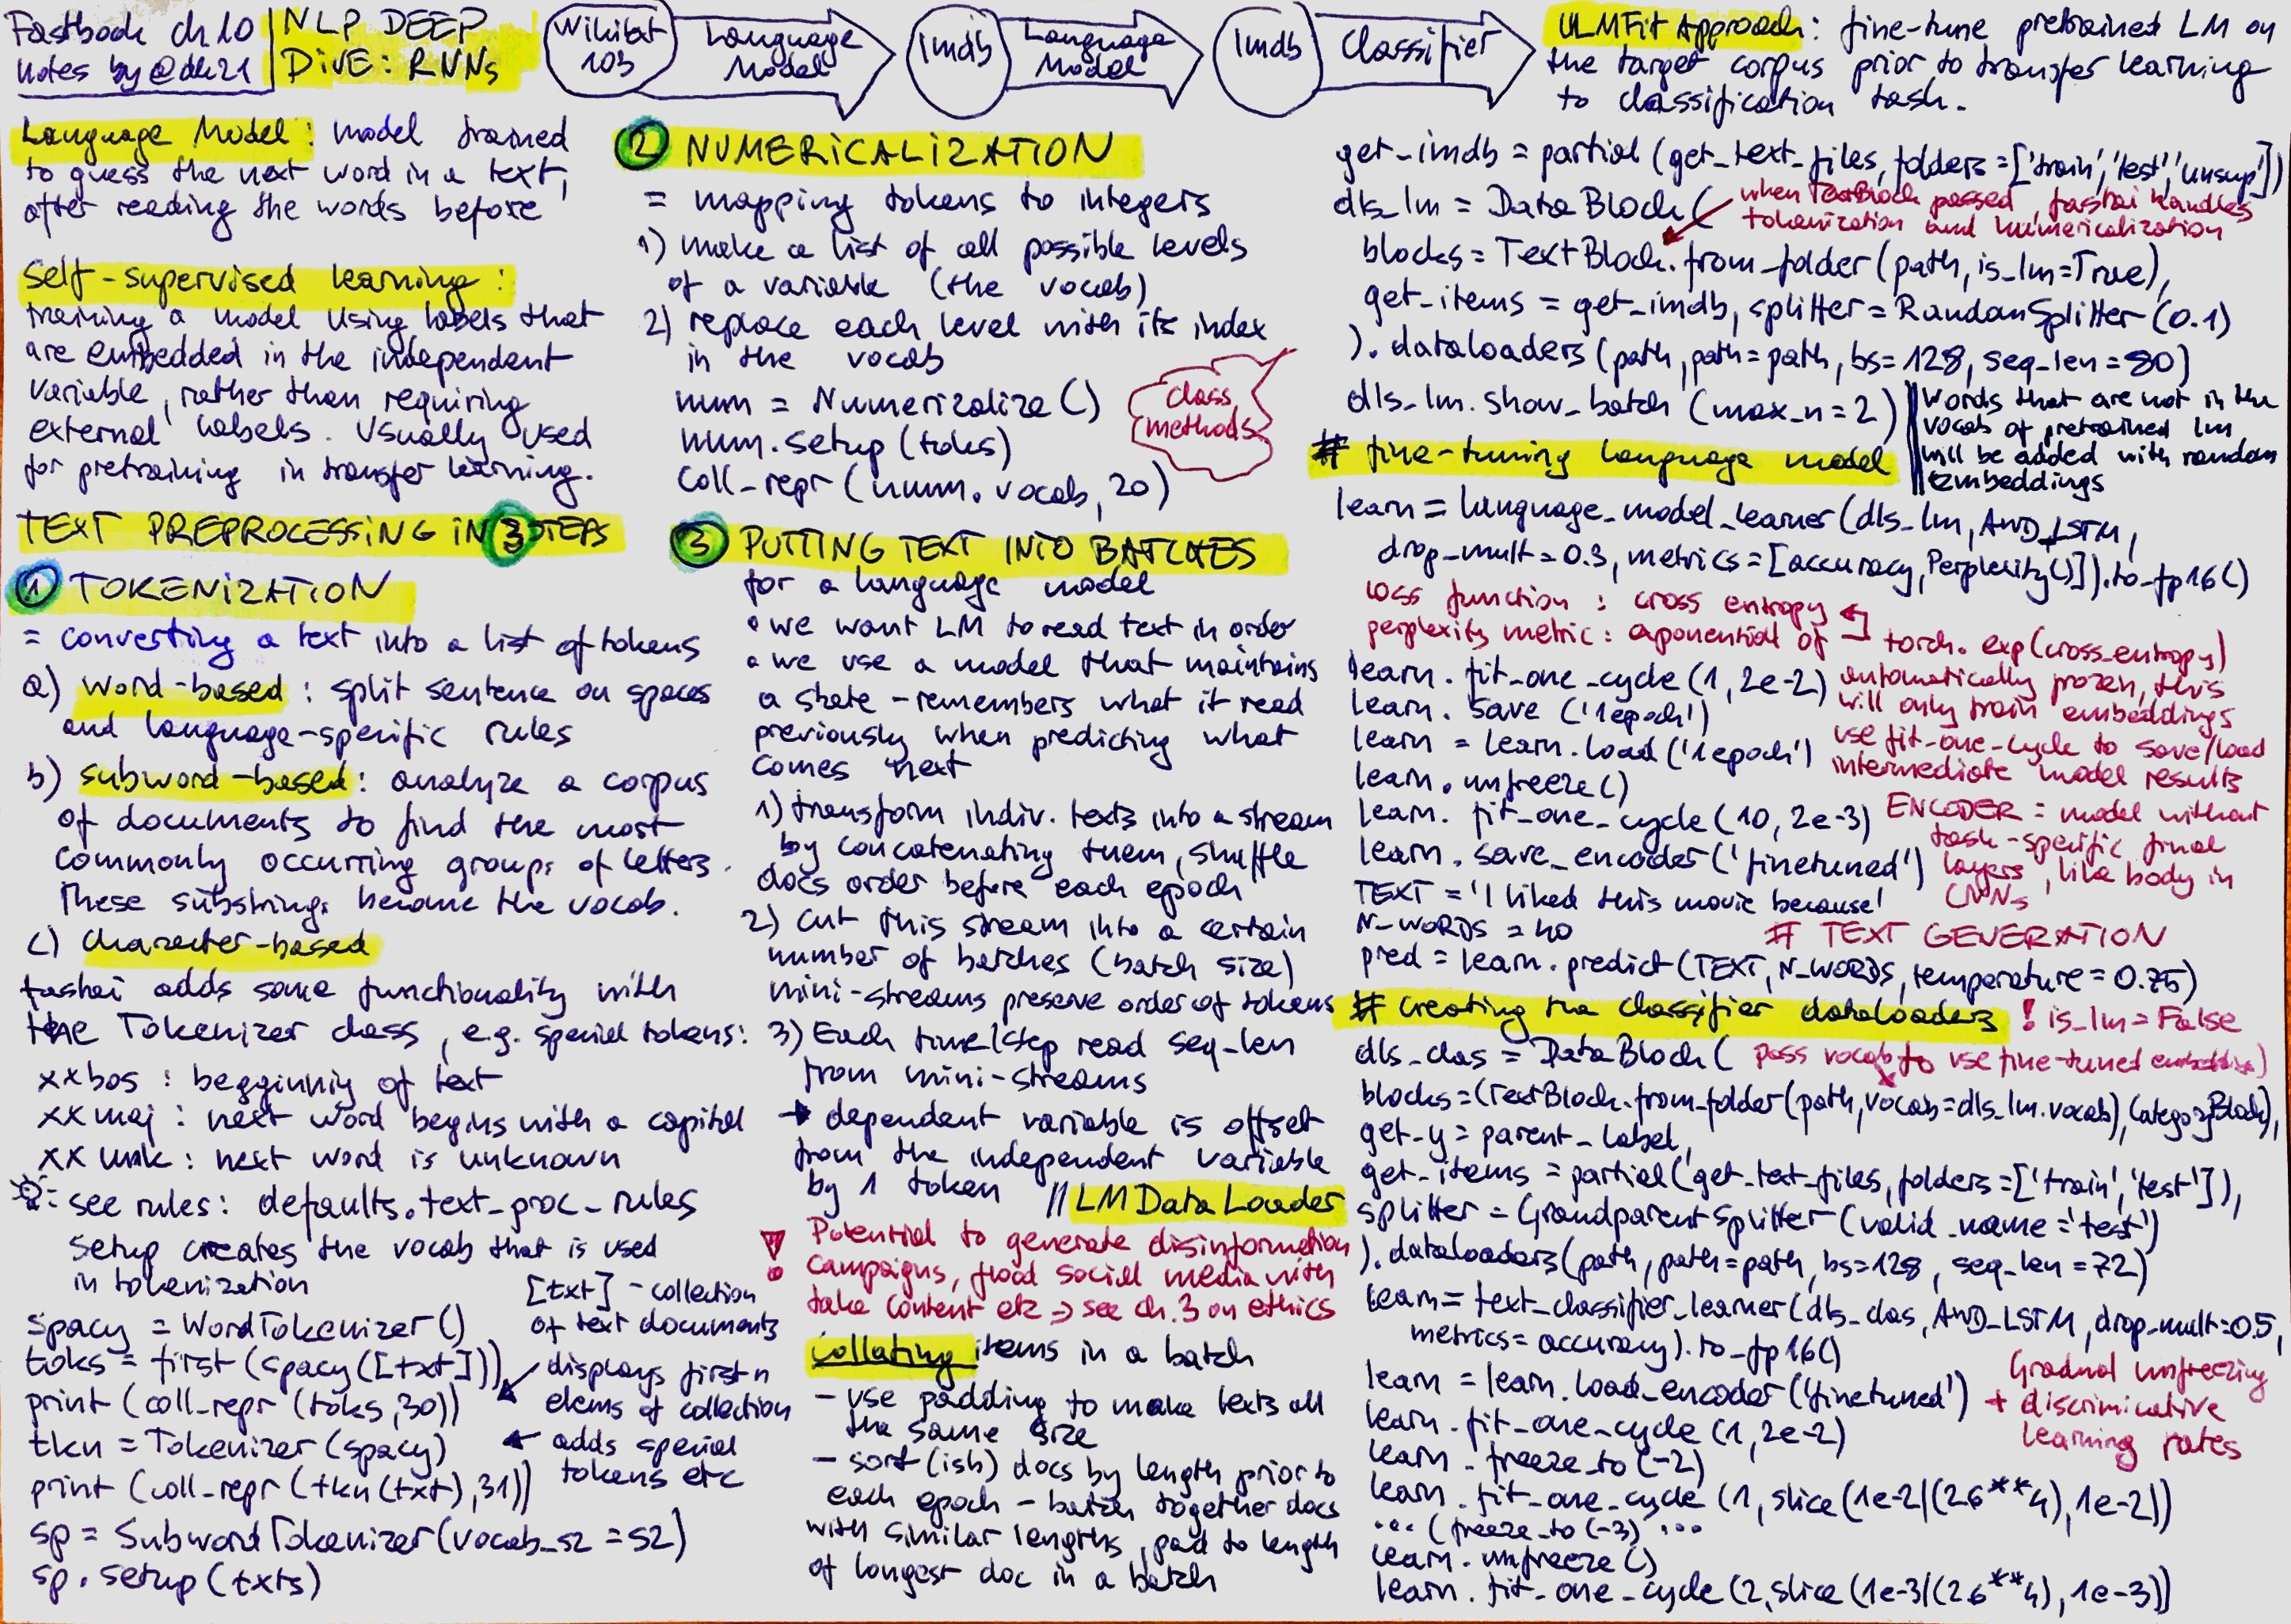 Fastbook ch 10
notes by @dk21
NLP DEEP
DiVE: RNNs
Wikitext
103
Language
Model
Imdb
Language
Model
Imdb
Classifier
ULMFit Approach: fine-tune pretrained LM on
the target corpus prior to transfer learning
to classification task.
Language Model: model trained
to guess the next word in a text,
after reading the words before
Self-supervised learning:
training a model using labels that
are embedded in the independent
variable, rather than requiring
external labels. Usually used
for pretraining in transfer learning.
TEXT PREPROCESSING IN 3 STEPS
1 TOKENIZATION
= converting a text into a list of tokens
a) word-based: split sentence on spaces
and language-specific rules
b) subword-based: analyze a corpus
of documents to find the most
commonly occurring groups of letters.
These substrings become the vocab.
c) character-based
fastai adds some functionality with
the Tokenizer class, e.g. special tokens:
xxbos: begginniy of text
xxmaj: next word begins with a capital
xxunk: next word is unknown
see rules: defaults.text_proc_rules
setup creates the vocab that is used
in tokenization
[txt] - collection
of text documents
spacy = WordTokenizer()
toks = first(spacy([txt]))
print(coll_repr(toks,30))
displays first n
elems of collection
tkn = Tokenizer(spacy)
adds special
tokens etc
print(coll_repr(tkn(txt),31))
sp = SubwordTokenizer(vocab_sz=sz)
sp.setup(txts)
2 NUMERICALIZATION
= mapping tokens to integers
1) make a list of all possible levels
of a variable (the vocab)
2) replace each level with its index
in the vocab
num = Numericalize()
num.setup(toks)
coll_repr(num.vocab,20)
class
methods
3 PUTTING TEXT INTO BATCHES
for a language model
• we want LM to read text in order
• we use a model that maintains
a state - remembers what it read
previously when predicting what
comes next
1) transform indiv. texts into a stream
by concatenating them, shuffle
docs order before each epoch
2) cut this stream into a certain
number of batches (batch size)
mini-streams preserve order of tokens
3) Each time/step read seq_len
from mini-streams
→ dependent variable is offset
from the independent variable
by 1 token // LMDataLoader
! Potential to generate disinformation
campaigns, flood social media with
fake content etc → see ch.3 on ethics
Collating items in a batch
- use padding to make texts all
the same size
- sort(ish) docs by length prior to
each epoch - batch together docs
with similar lengths, pad to length
of longest doc in a batch
get_imdb = partial(get_text_files, folders=['train','test','unsup'])
dls_lm = DataBlock(
when TextBlock passed, fastai handles
tokenization and numericalization
blocks=TextBlock.from_folder(path,is_lm=True),
get_items = get_imdb, splitter=RandomSplitter(0.1)
).dataloaders(path,path=path, bs=128, seq_len=80)
dls_lm.show_batch(max_n=2)
Words that are not in the
vocab of pretrained lm
will be added with random
embeddings
# fine-tuning language model
learn = language_model_learner(dls_lm, AWD_LSTM,
drop_mult=0.3, metrics=[accuracy,Perplexity()]).to_fp16()
loss function: cross entropy
perplexity metric: exponential of
torch.exp(cross_entropy)
learn.fit_one_cycle(1,2e-2)
automatically frozen, this
will only train embeddings
learn.save('1epoch')
learn = learn.load('1epoch')
use fit_one_cycle to save/load
intermediate model results
learn.unfreeze()
learn.fit_one_cycle(10,2e-3)
learn.save_encoder('finetuned')
ENCODER = model without
task-specific final
layers, like body in
CNNs
TEXT = 'I liked this movie because'
N_WORDS = 40
# TEXT GENERATION
pred = learn.predict(TEXT,N_WORDS,temperature=0.75)
# creating the classifier dataloaders ! is_lm=False
dls_clas = DataBlock(
pass vocab to use fine-tuned embeddings)
blocks=(TextBlock.from_folder(path,vocab=dls_lm.vocab),CategoryBlock),
get_y = parent_label,
get_items = partial(get_text_files,folders=['train','test']),
splitter = GrandparentSplitter(valid_name='test')
).dataloaders(path,path=path,bs=128, seq_len=72)
learn= text_classifier_learner(dls_clas,AWD_LSTM,drop_mult=0.5,
metrics=accuracy).to_fp16()
learn = learn.load_encoder('finetuned')
learn.fit_one_cycle(1,2e-2)
Gradual unfreezing
+ discriminative
learning rates
learn.freeze_to(-2)
learn.fit_one_cycle(1,slice(1e-2/(2.6**4),1e-2))
... (freeze_to(-3) ...
learn.unfreeze()
learn.fit_one_cycle(2,slice(1e-3/(2.6**4),1e-3))